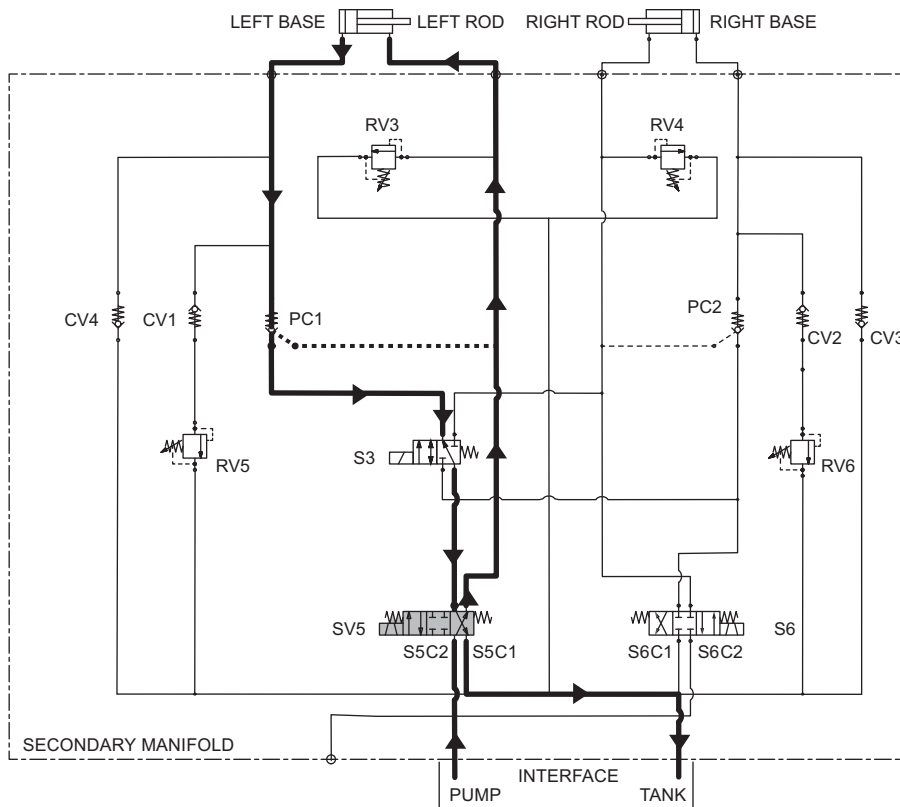 LEFT BASE LEFT ROD RIGHT ROD RIGHT BASE
RV3 RV4
CV4 CV1 PC1 PC2 CV2 CV3
S3 RV5 RV6
SV5 S5C2 S5C1 S6C1 S6C2 S6
SECONDARY MANIFOLD
INTERFACE
PUMP TANK